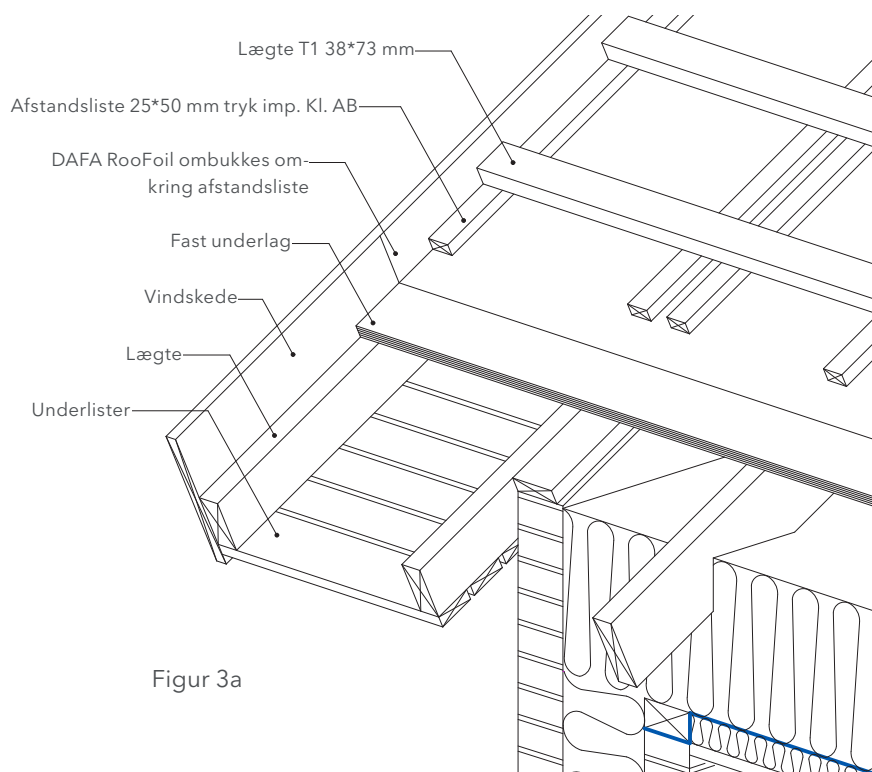 Lægte T1 38*73 mm
Afstandsliste 25*50 mm tryk imp. Kl. AB
DAFA RooFoil ombukkes om-
kring afstandsliste
Fast underlag
Vindskede
Lægte
Underlister
Figur 3a